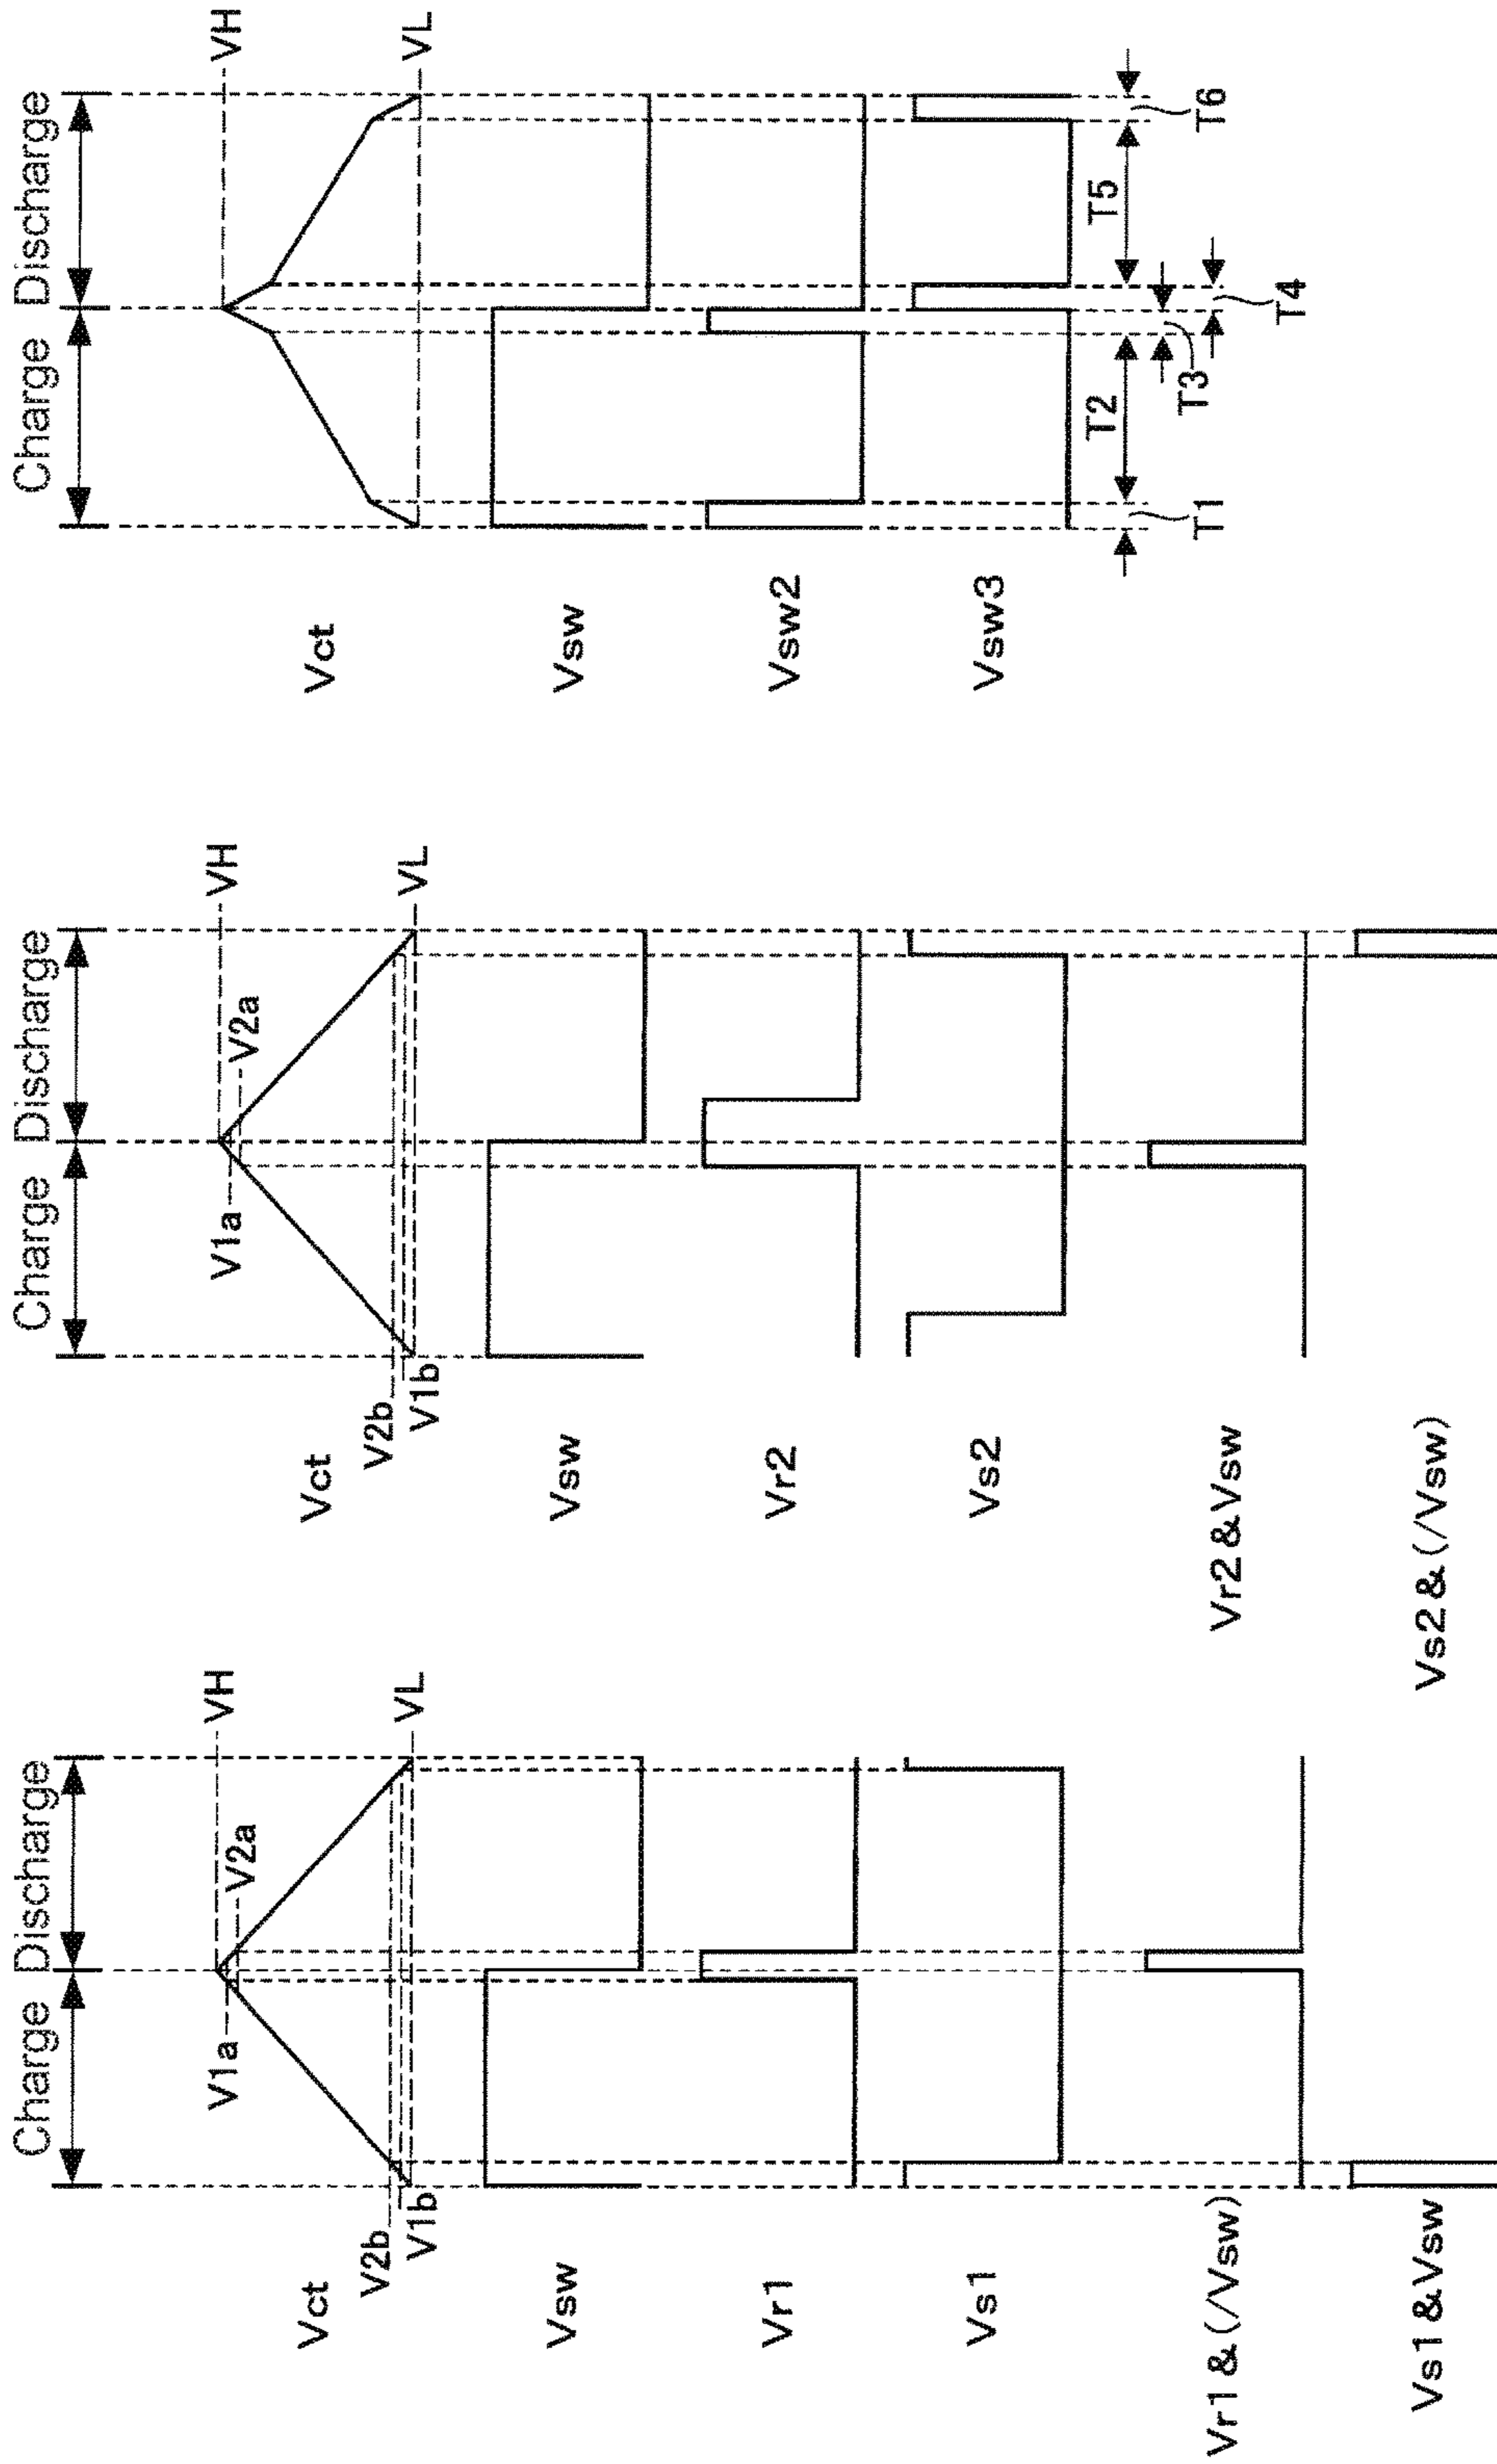 Charge Discharge
VH
V1a
V2a
Vct
V2b
V1b
VL
Vsw
Vr1
Vs1
Vr1&(/Vsw)
Vs1&Vsw
Charge Discharge
VH
V1a
V2a
Vct
V2b
V1b
VL
Vsw
Vr2
Vs2
Vr2&Vsw
Vs2&(/Vsw)
Charge Discharge
VH
Vct
VL
Vsw
Vsw2
Vsw3
T2
T5
T1
T3
T6
T4